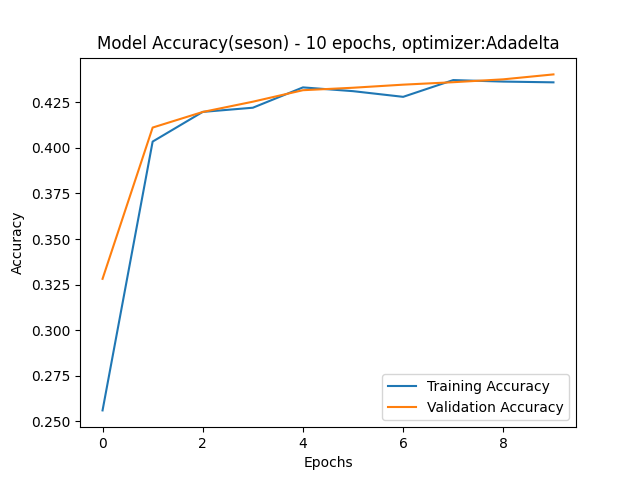 Model Accuracy(seson) - 10 epochs, optimizer:Adadelta
Accuracy
0.425
0.400
0.375
0.350
0.325
0.300
0.275
0.250
0
2
4
6
8
Epochs
Training Accuracy
Validation Accuracy